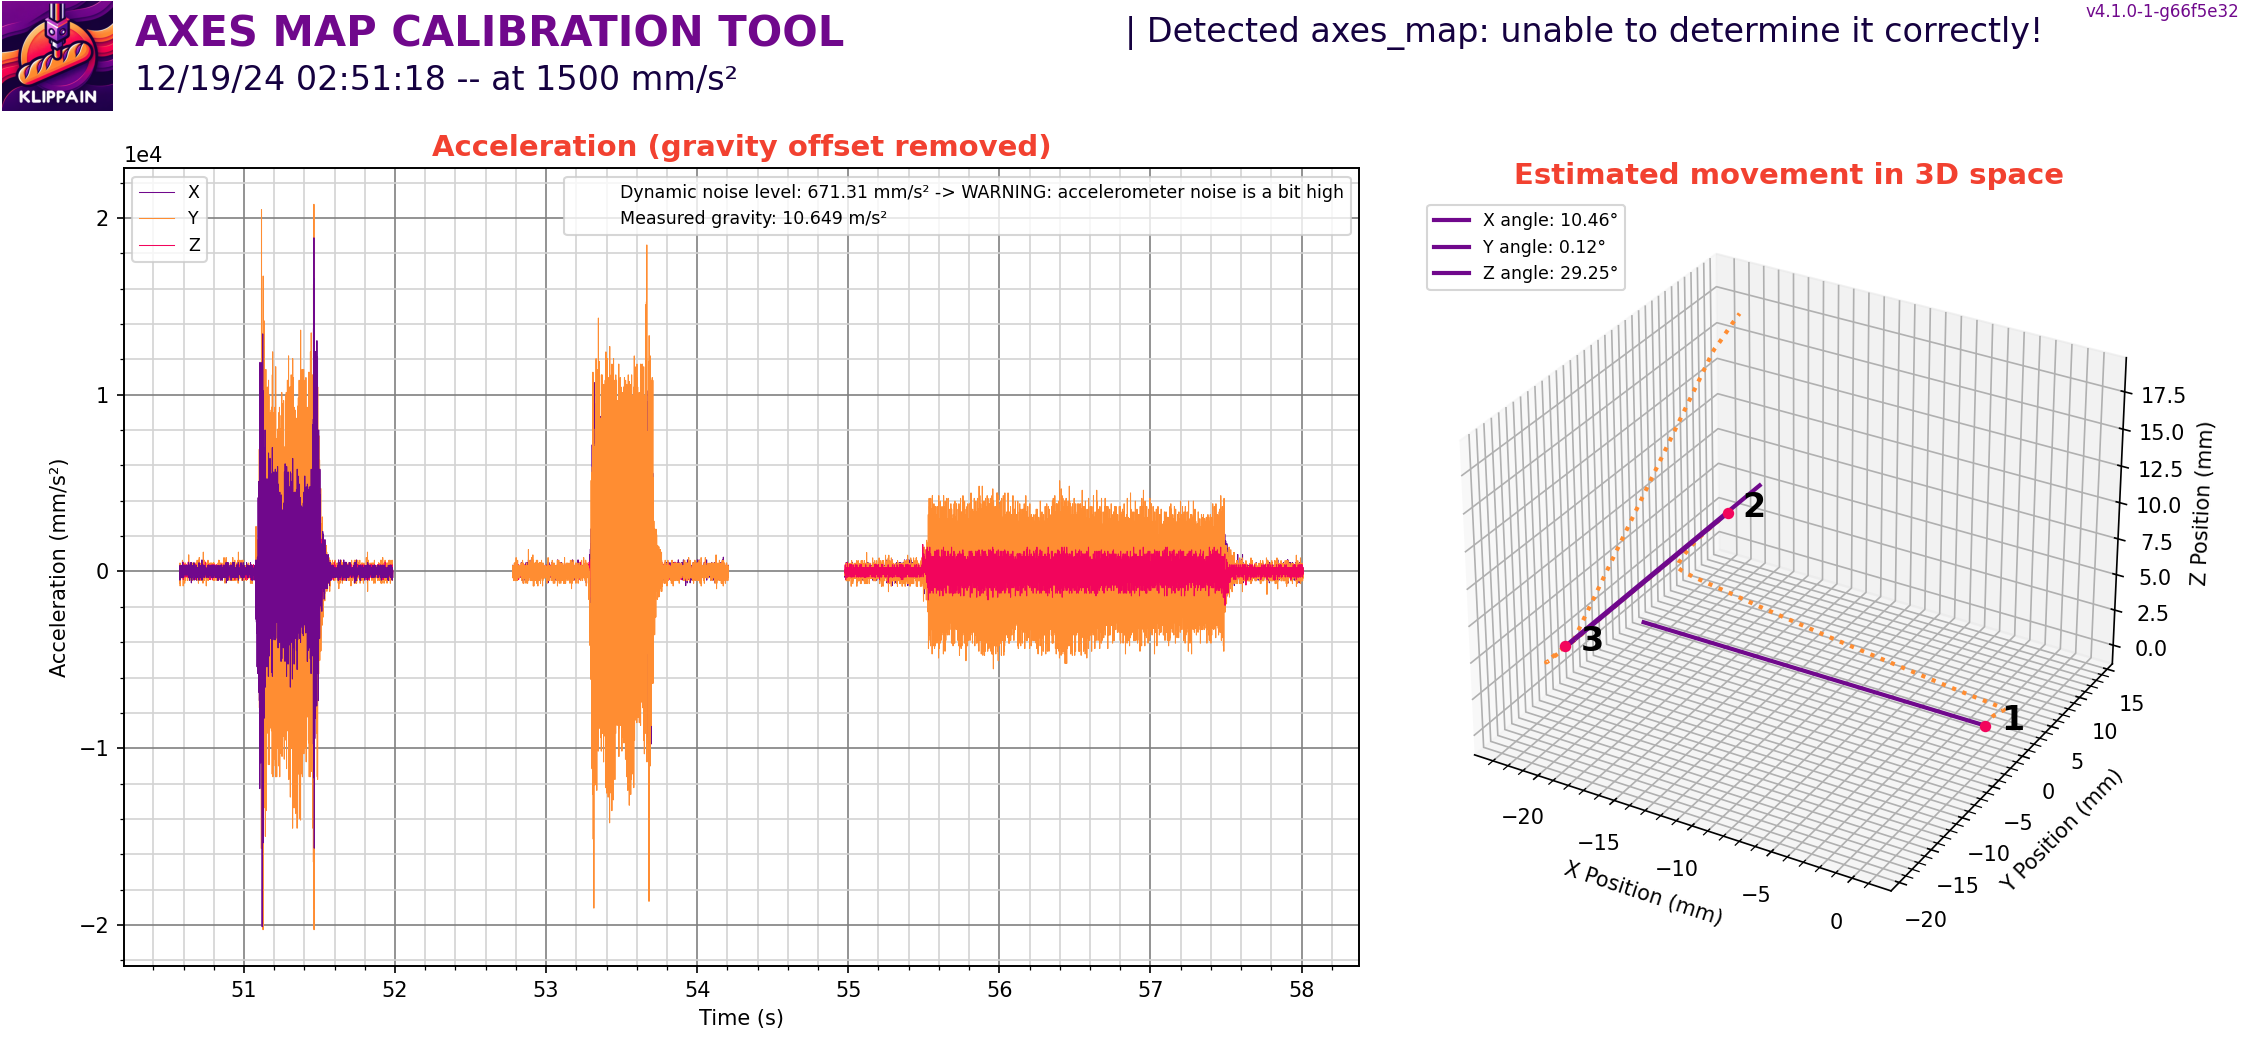 KLIPPAIN
AXES MAP CALIBRATION TOOL
12/19/24 02:51:18 -- at 1500 mm/s²
| Detected axes_map: unable to determine it correctly!
v4.1.0-1-g66f5e32
Acceleration (gravity offset removed)
1e4
X
Y
Z
Dynamic noise level: 671.31 mm/s² -> WARNING: accelerometer noise is a bit high
Measured gravity: 10.649 m/s²
Acceleration (mm/s²)
2
1
0
−1
−2
51 52 53 54 55 56 57 58
Time (s)
Estimated movement in 3D space
X angle: 10.46°
Y angle: 0.12°
Z angle: 29.25°
2
3
1
17.5
15.0
12.5
10.0
7.5
5.0
2.5
0.0
Z Position (mm)
15
10
5
0
−5
−10
−15
−20
Y Position (mm)
−20
−15
−10
−5
0
X Position (mm)